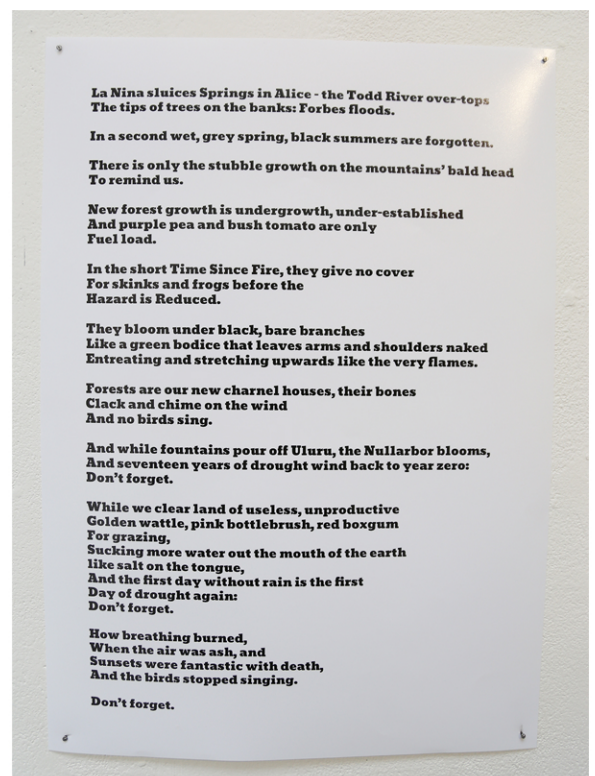 La Nina sluices Springs in Alice - the Todd River over-tops
The tips of trees on the banks: Forbes floods.
In a second wet, grey spring, black summers are forgotten.
There is only the stubble growth on the mountains' bald head
To remind us.
New forest growth is undergrowth, under-established
And purple pea and bush tomato are only
Fuel load.
In the short Time Since Fire, they give no cover
For skinks and frogs before the
Hazard is Reduced.
They bloom under black, bare branches
Like a green bodice that leaves arms and shoulders naked
Entreating and stretching upwards like the very flames.
Forests are our new charnel houses, their bones
Clack and chime on the wind
And no birds sing.
And while fountains pour off Uluru, the Nullarbor blooms,
And seventeen years of drought wind back to year zero:
Don't forget.
While we clear land of useless, unproductive
Golden wattle, pink bottlebrush, red boxgum
For grazing,
Sucking more water out the mouth of the earth
like salt on the tongue,
And the first day without rain is the first
Day of drought again:
Don't forget.
How breathing burned,
When the air was ash, and
Sunsets were fantastic with death,
And the birds stopped singing.
Don't forget.